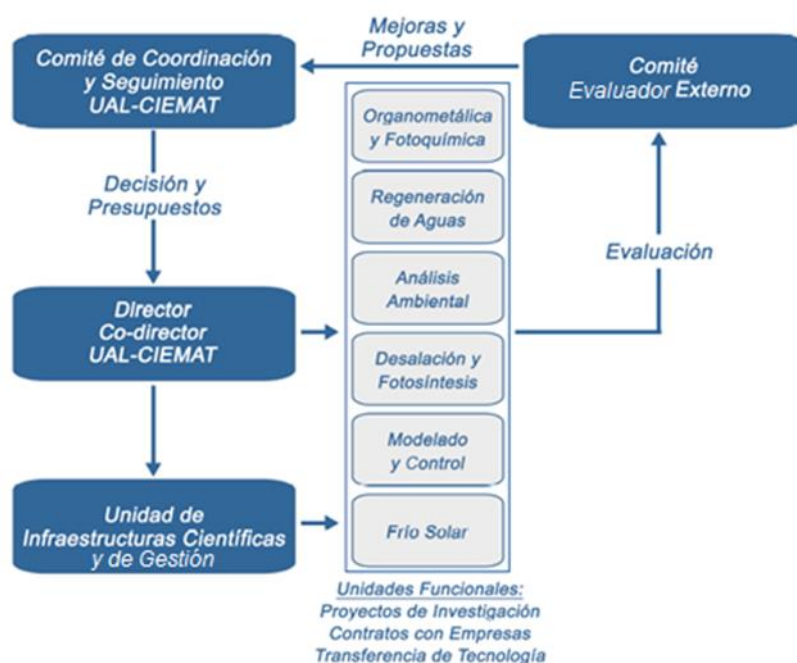 Comité de Coordinación
y Seguimiento
UAL-CIEMAT
Mejoras y
Propuestas
Comité
Evaluador Externo
Decisión y
Presupuestos
Director
Co-director
UAL-CIEMAT
Unidad de
Infraestructuras Científicas
y de Gestión
Organometálica
y Fotoquímica
Regeneración
de Aguas
Análisis
Ambiental
Desalación y
Fotosíntesis
Modelado
y Control
Frío Solar
Evaluación
Unidades Funcionales:
Proyectos de Investigación
Contratos con Empresas
Transferencia de Tecnología